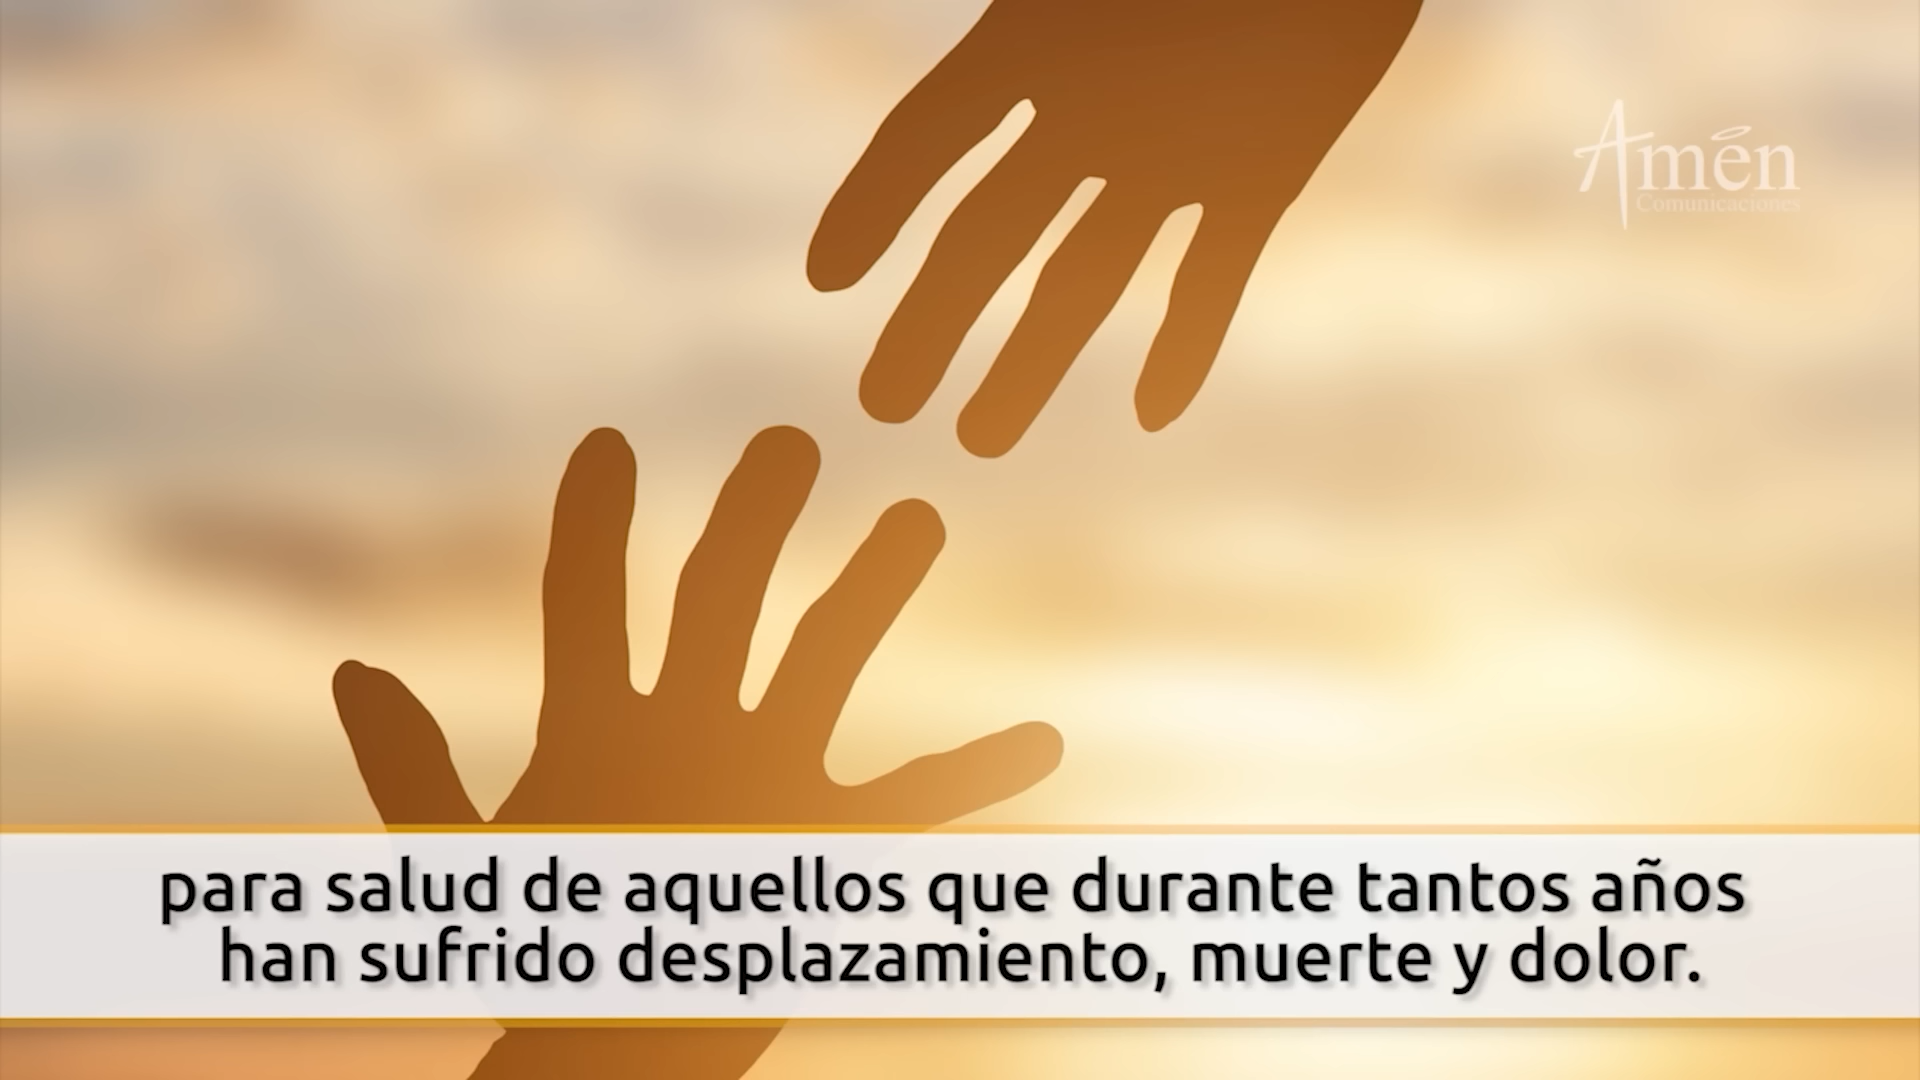 Amén
Comunicaciones
para salud de aquellos que durante tantos años
han sufrido desplazamiento, muerte y dolor.